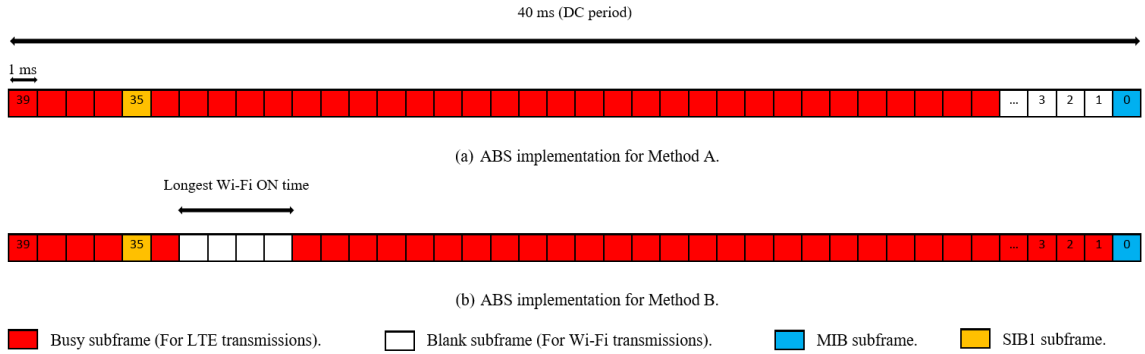 40 ms (DC period)
1 ms
39 35 ... 3 2 1 0
(a) ABS implementation for Method A.
Longest Wi-Fi ON time
39 35 ... 3 2 1 0
(b) ABS implementation for Method B.
Busy subframe (For LTE transmissions). Blank subframe (For Wi-Fi transmissions). MIB subframe. SIB1 subframe.